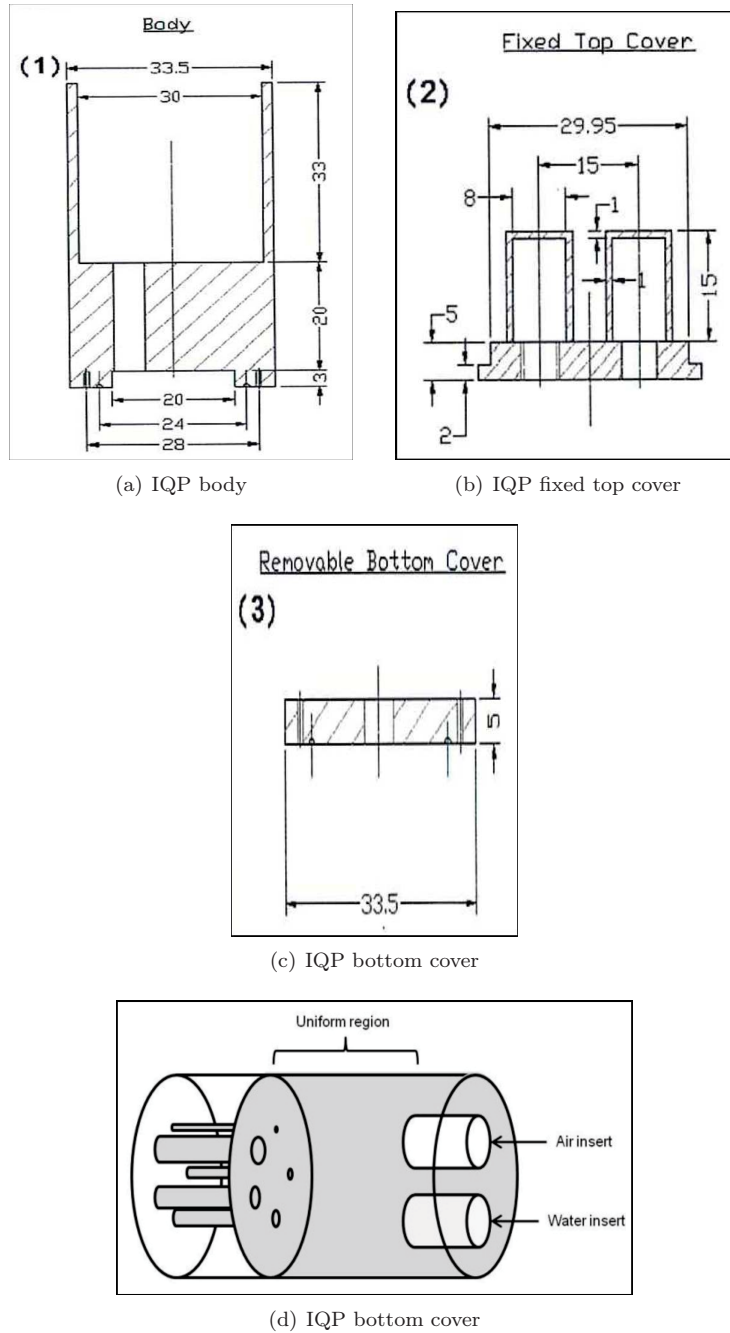 Body
(1)
33.5
30
33
20
3
20
24
28
(a) IQP body
Fixed Top Cover
(2)
29.95
15
8
1
1
15
5
2
(b) IQP fixed top cover
Removable Bottom Cover
(3)
5
33.5
(c) IQP bottom cover
Uniform region
Air insert
Water insert
(d) IQP bottom cover